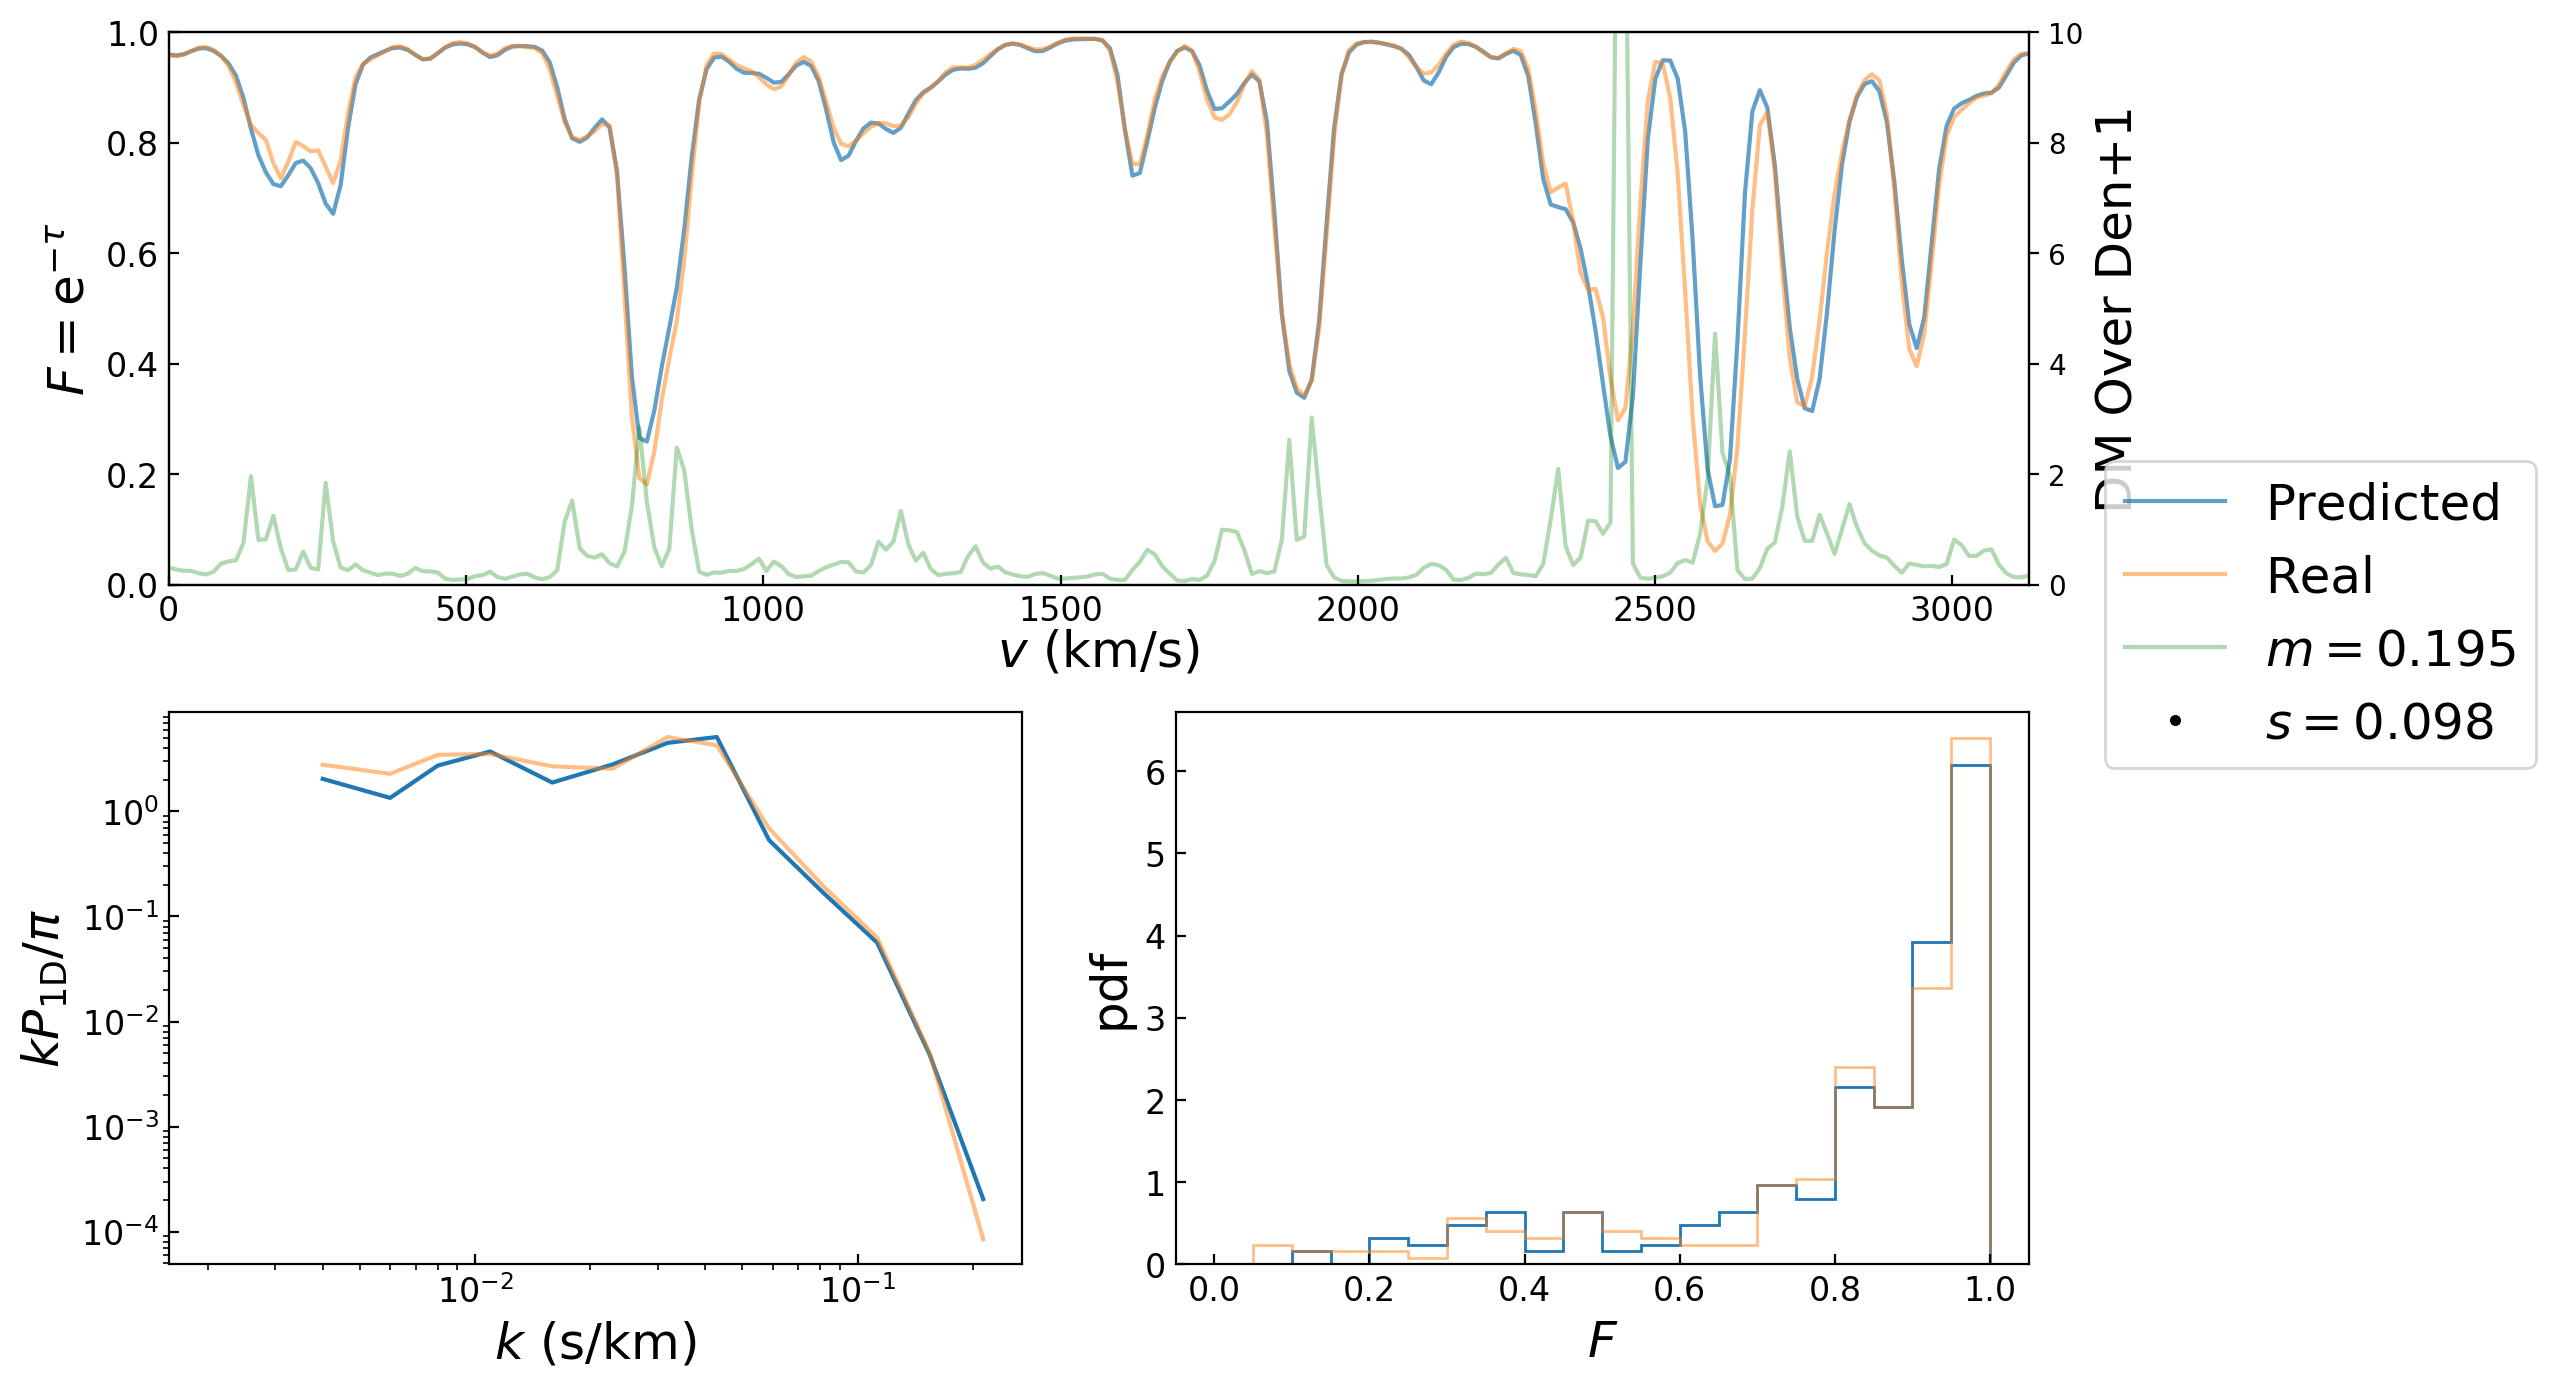 1.0
0.8
0.6
0.4
0.2
0.0
F = e^{-τ}
0 500 1000 1500 2000 2500 3000
v (km/s)
10
8
6
4
2
0
DM Over Den+1
Predicted
Real
m = 0.195
s = 0.098
10^0
10^{-1}
10^{-2}
10^{-3}
10^{-4}
kP_{1D}/π
10^{-2} 10^{-1}
k (s/km)
6
5
4
3
2
1
0
pdf
0.0 0.2 0.4 0.6 0.8 1.0
F